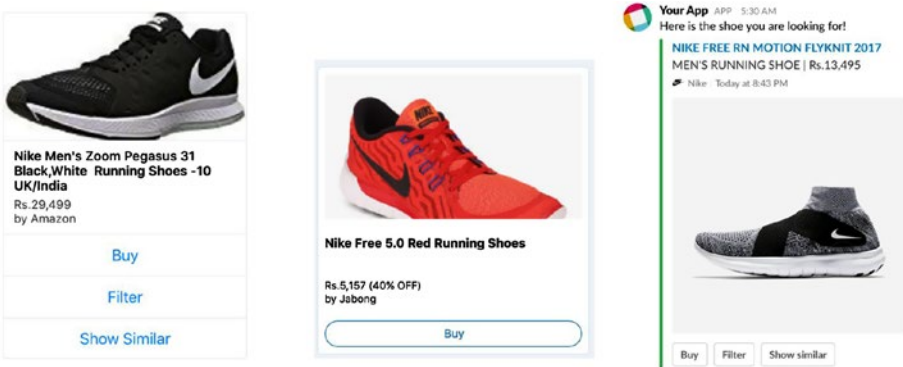 Nike Men's Zoom Pegasus 31
Black,White Running Shoes -10
UK/India
Rs.29,499
by Amazon
Buy
Filter
Show Similar
NIKE
Nike Free 5.0 Red Running Shoes
Rs.5,157 (40% OFF)
by Jabong
Buy
Your App APP 5:30 AM
Here is the shoe you are looking for!
NIKE FREE RN MOTION FLYKNIT 2017
MEN'S RUNNING SHOE | Rs.13,495
Nike Today at 8:43 PM
Buy Filter Show similar